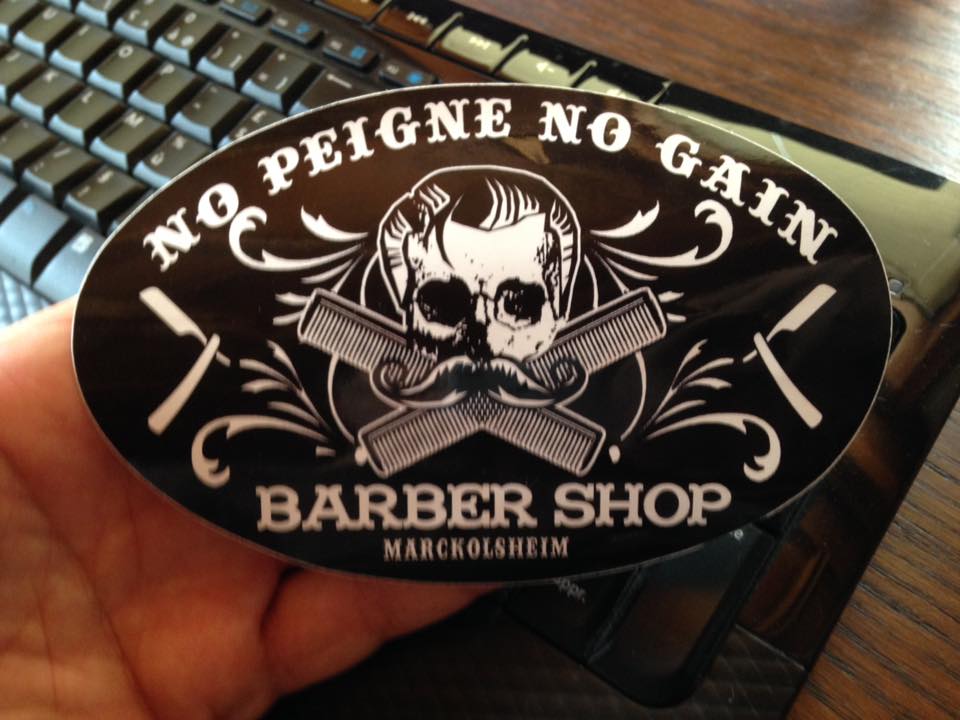 NO PEIGNE NO GAIN
BARBER SHOP
MARCKOLSHEIM